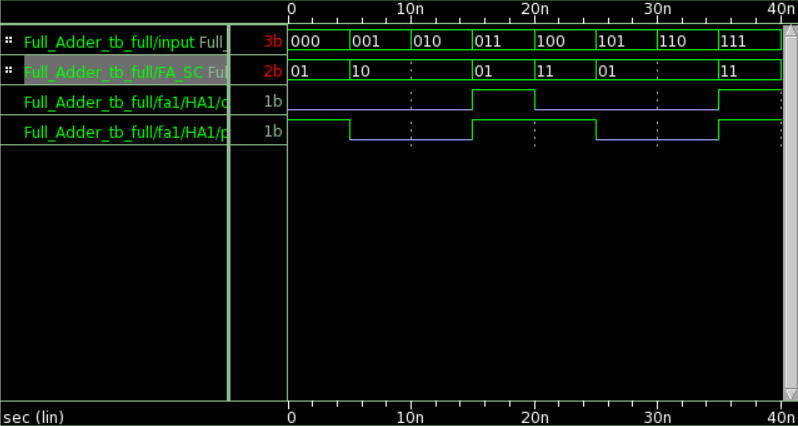 0 10n 20n 30n 40n
Full_Adder_tb_full/input Full_ 3b 000 001 010 011 100 101 110 111
Full_Adder_tb_full/FA_SC Ful 2b 01 10 01 11 01 11
Full_Adder_tb_full/fa1/HA1/c 1b
Full_Adder_tb_full/fa1/HA1/p 1b
sec (lin) 0 10n 20n 30n 40n